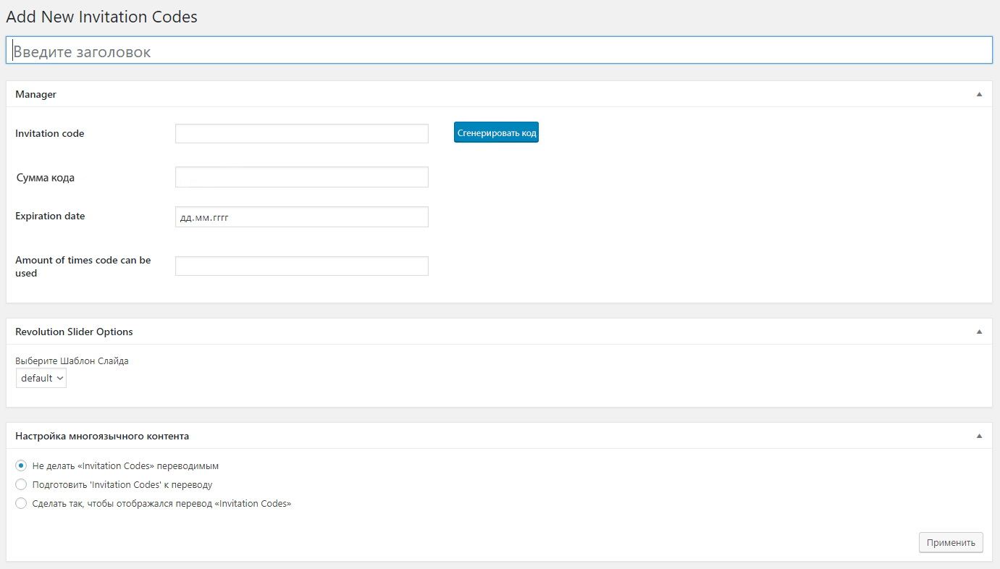 Add New Invitation Codes
Введите заголовок
Manager
Invitation code
Сгенерировать код
Сумма кода
Expiration date
дд.мм.гггг
Amount of times code can be
used
Revolution Slider Options
Выберите Шаблон Слайда
default
Настройка многоязычного контента
Не делать «Invitation Codes» переводимым
Подготовить 'Invitation Codes' к переводу
Сделать так, чтобы отображался перевод «Invitation Codes»
Применить